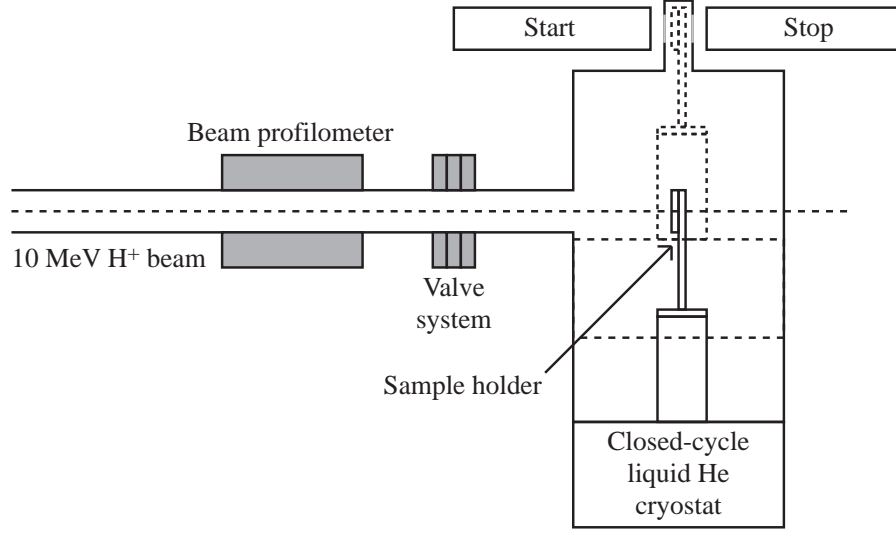 Start
Stop
Beam profilometer
10 MeV H⁺ beam
Valve
system
Sample holder
Closed-cycle
liquid He
cryostat